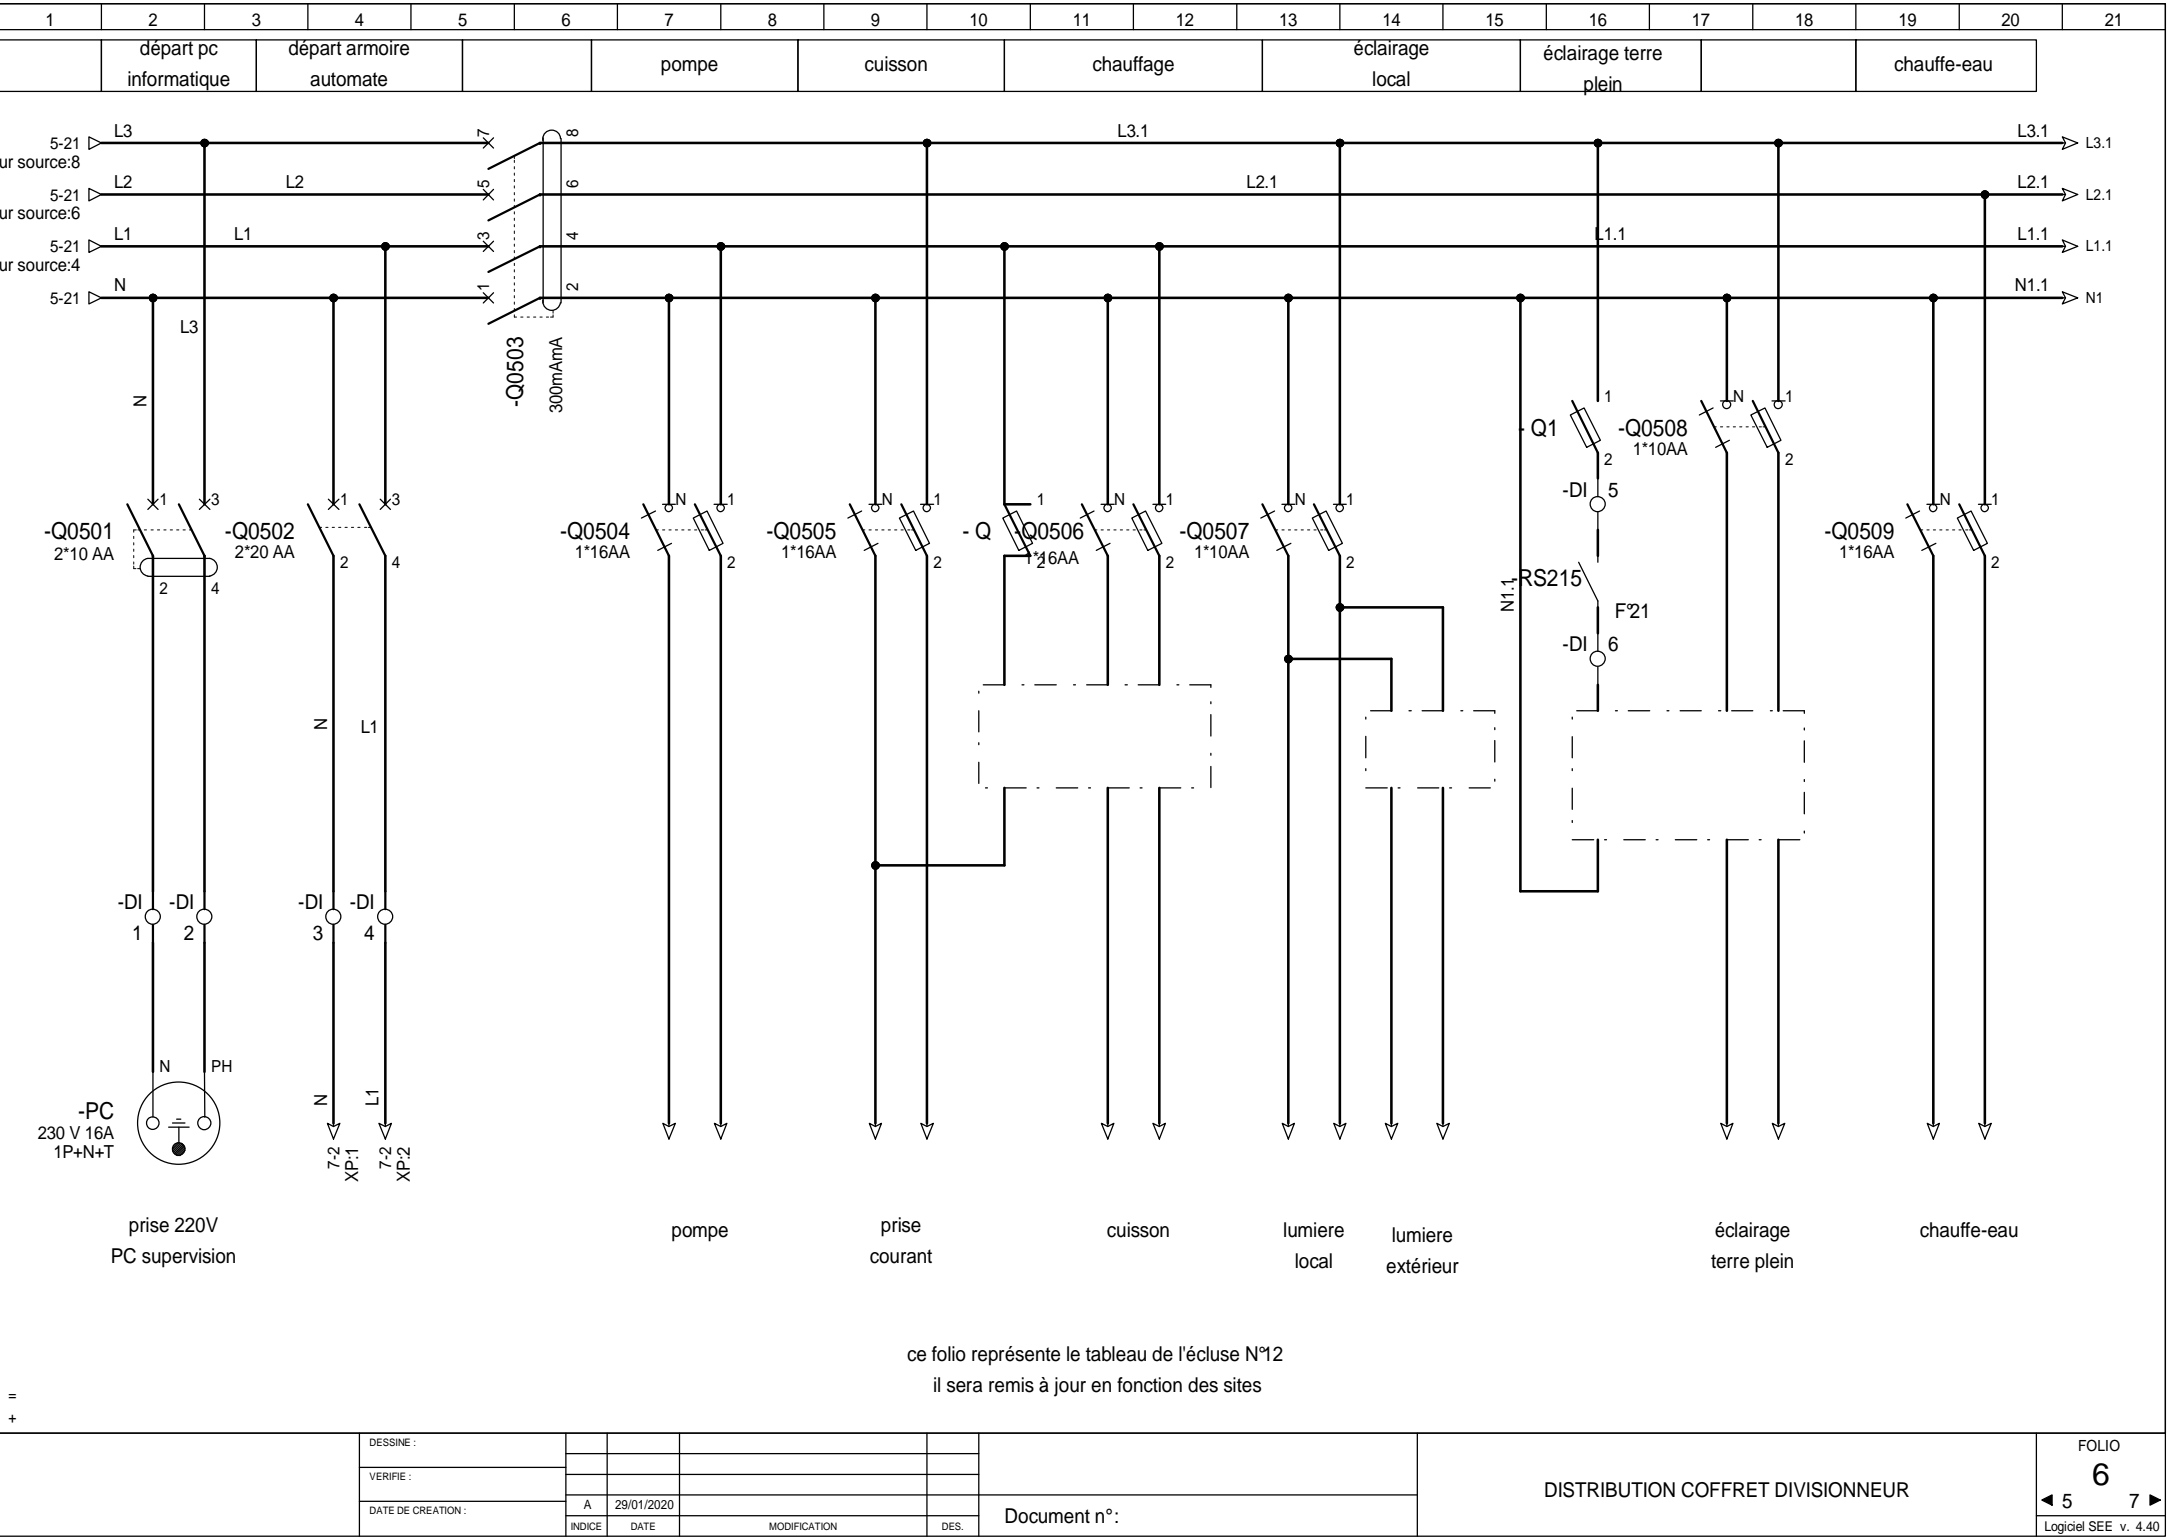 1 2 3 4 5 6 7 8 9 10 11 12 13 14 15 16 17 18 19 20 21
départ pc
informatique
départ armoire
automate
pompe
cuisson
chauffage
éclairage
local
éclairage terre
plein
chauffe-eau
5-21 L3 7 8 L3.1 L3.1 L3.1
ur source:8
5-21 L2 L2 5 6 L2.1 L2.1 L2.1
ur source:6
5-21 L1 L1 3 4 L1.1 L1.1 L1.1
ur source:4
5-21 N 1 2 N1.1 N1
L3
N
-Q0503
300mAmA
- Q1
1
2
-Q0508
1*10AA
N
1
2
-DI 5
-Q0501
2*10 AA
1
3
2
4
-Q0502
2*20 AA
1
3
2
4
-Q0504
1*16AA
N
1
2
-Q0505
1*16AA
N
1
2
- Q
1
2
-Q0506
1*16AA
N
1
2
-Q0507
1*10AA
N
1
2
N1.1
-RS215
F°21
-DI 6
-Q0509
1*16AA
N
1
2
N
L1
-DI
1
-DI
2
-DI
3
-DI
4
N
PH
N
L1
-PC
230 V 16A
1P+N+T
7-2
XP:1
7-2
XP:2
prise 220V
PC supervision
pompe
prise
courant
cuisson
lumiere
local
lumiere
extérieur
éclairage
terre plein
chauffe-eau
ce folio représente le tableau de l'écluse N°12
il sera remis à jour en fonction des sites
=
+
DESSINE :
VERIFIE :
DATE DE CREATION :
A 29/01/2020
INDICE DATE MODIFICATION DES.
Document n°:
DISTRIBUTION COFFRET DIVISIONNEUR
FOLIO
6
◄ 5 7 ►
Logiciel SEE v. 4.40